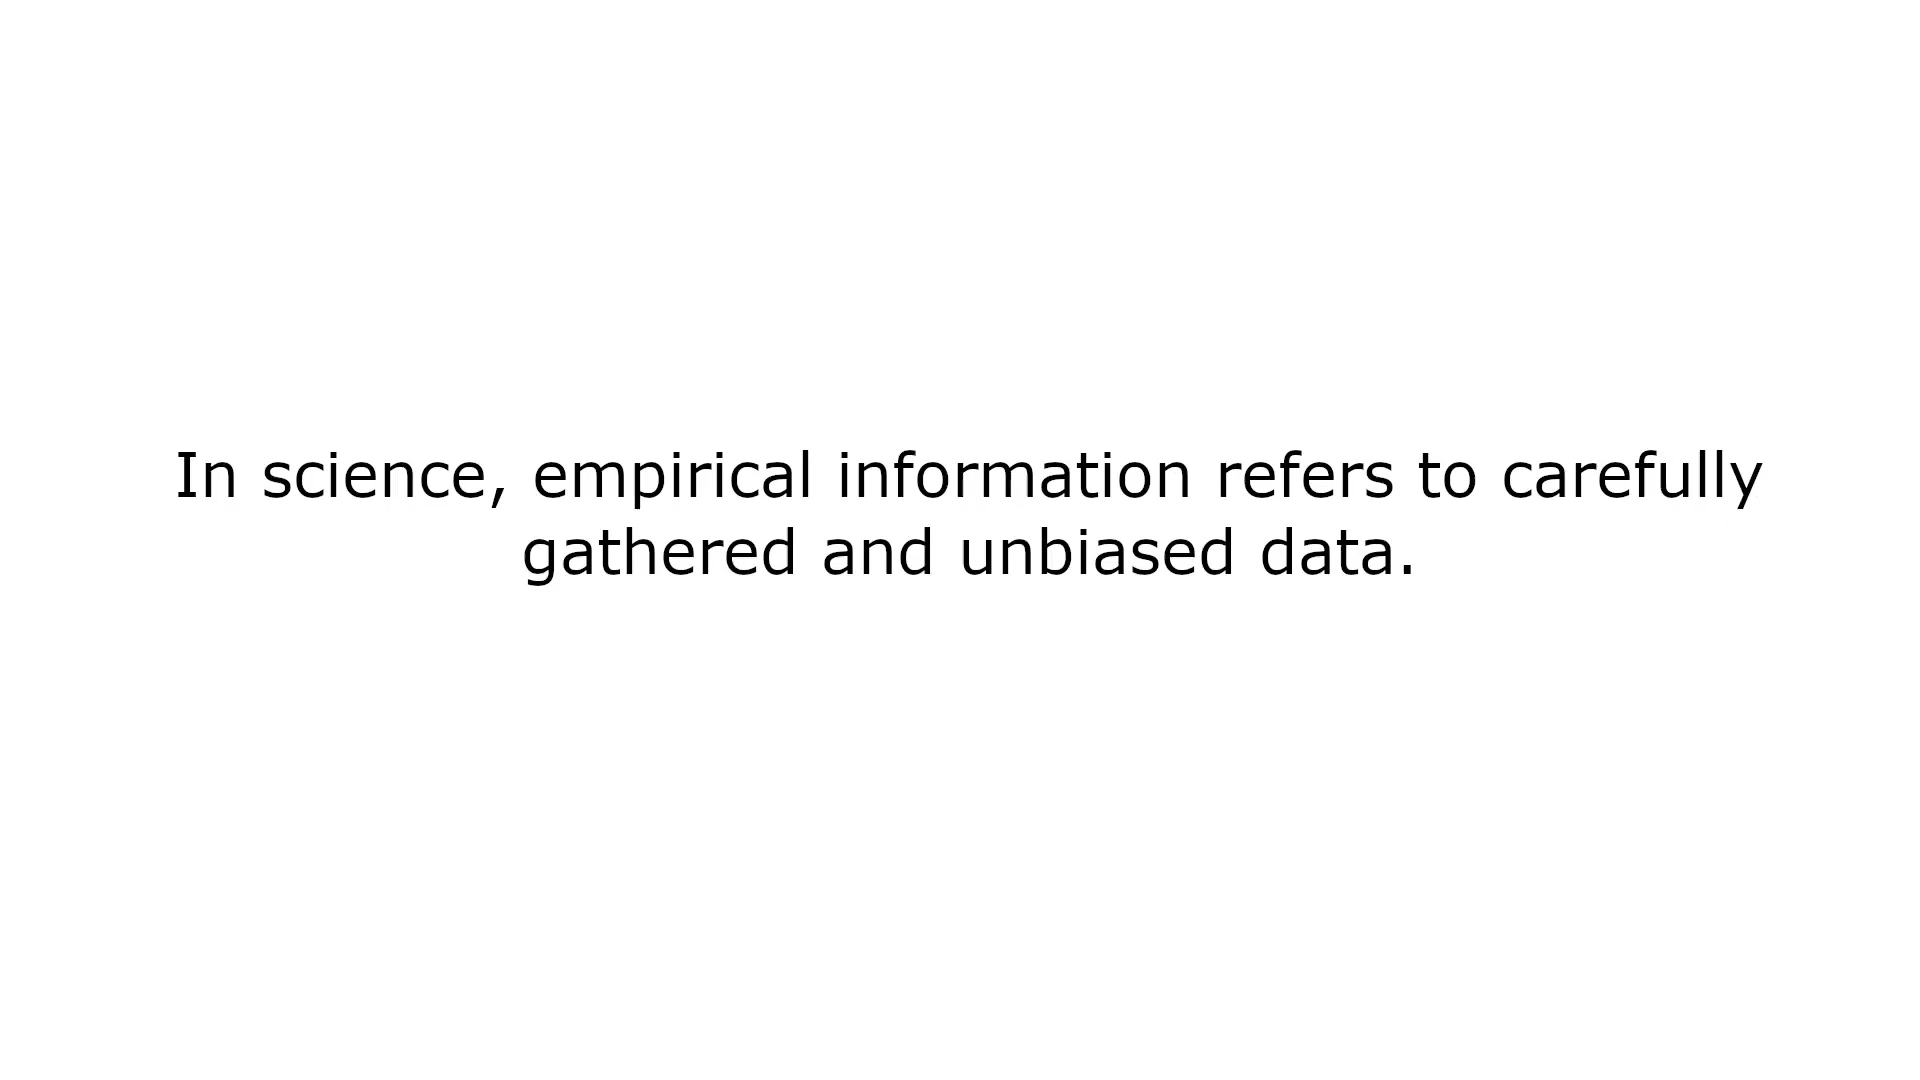 In science, empirical information refers to carefully
gathered and unbiased data.